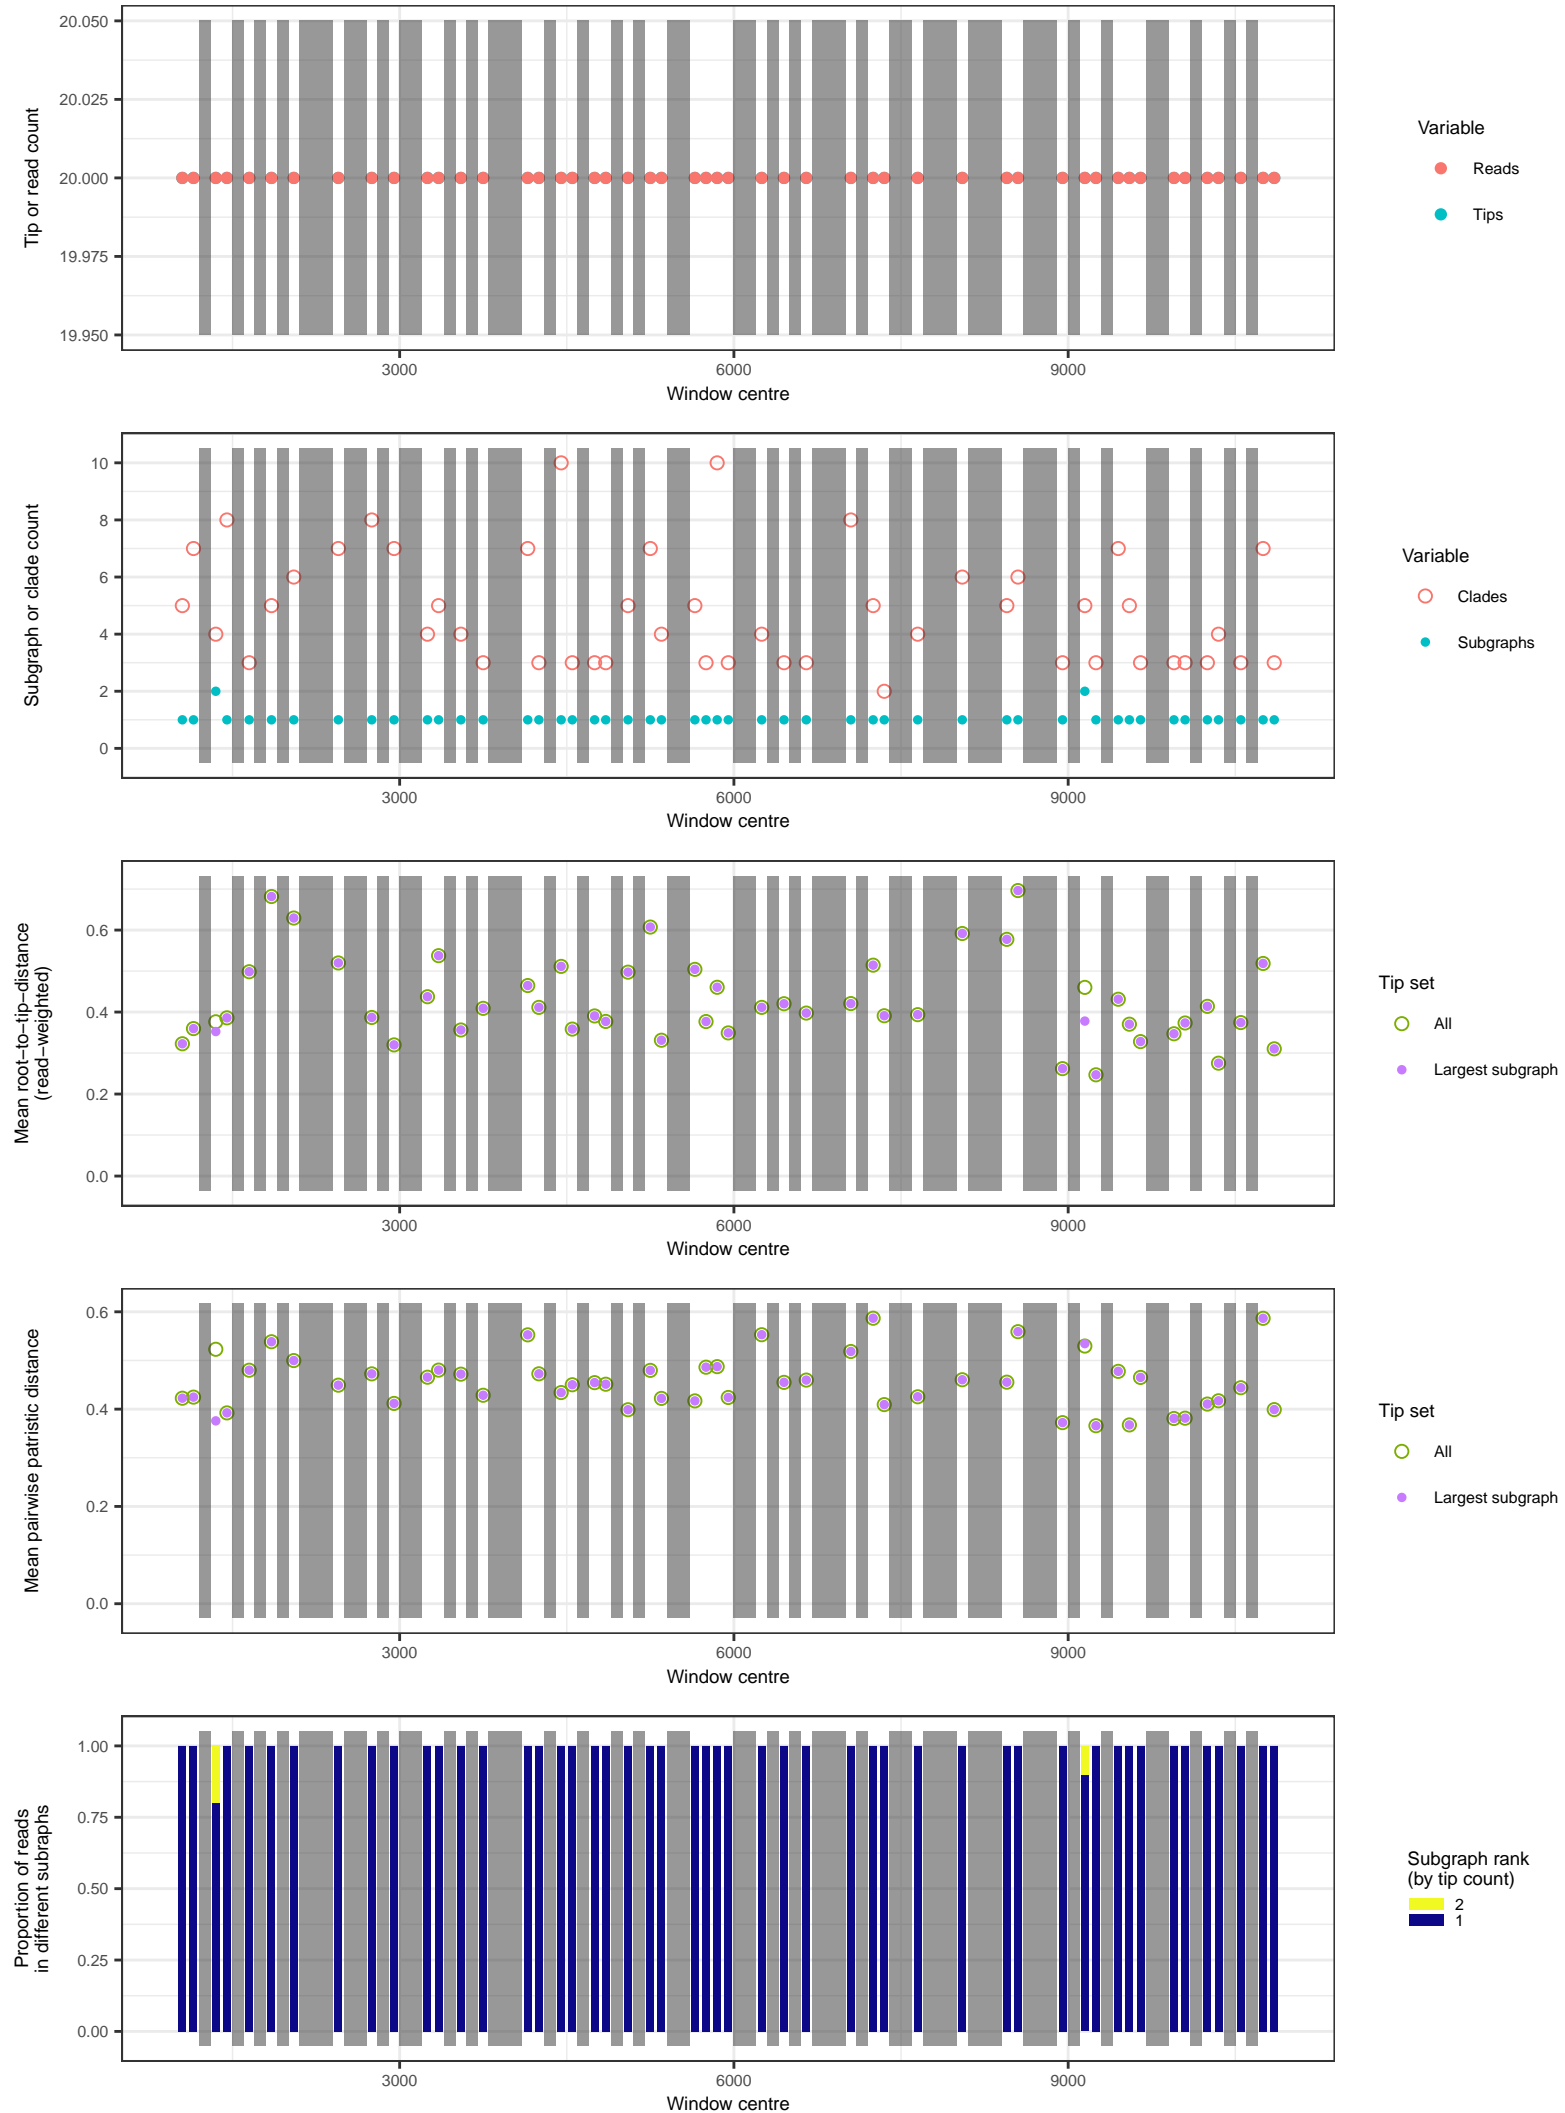 20.050
20.025
20.000
19.975
19.950
Tip or read count
3000
6000
9000
Window centre
Variable
Reads
Tips
10
8
6
4
2
0
Subgraph or clade count
3000
6000
9000
Window centre
Variable
Clades
Subgraphs
0.6
0.4
0.2
0.0
Mean root−to−tip−distance
(read−weighted)
3000
6000
9000
Window centre
Tip set
All
Largest subgraph
0.6
0.4
0.2
0.0
Mean pairwise patristic distance
3000
6000
9000
Window centre
Tip set
All
Largest subgraph
1.00
0.75
0.50
0.25
0.00
Proportion of reads
in different subraphs
3000
6000
9000
Window centre
Subgraph rank
(by tip count)
2
1